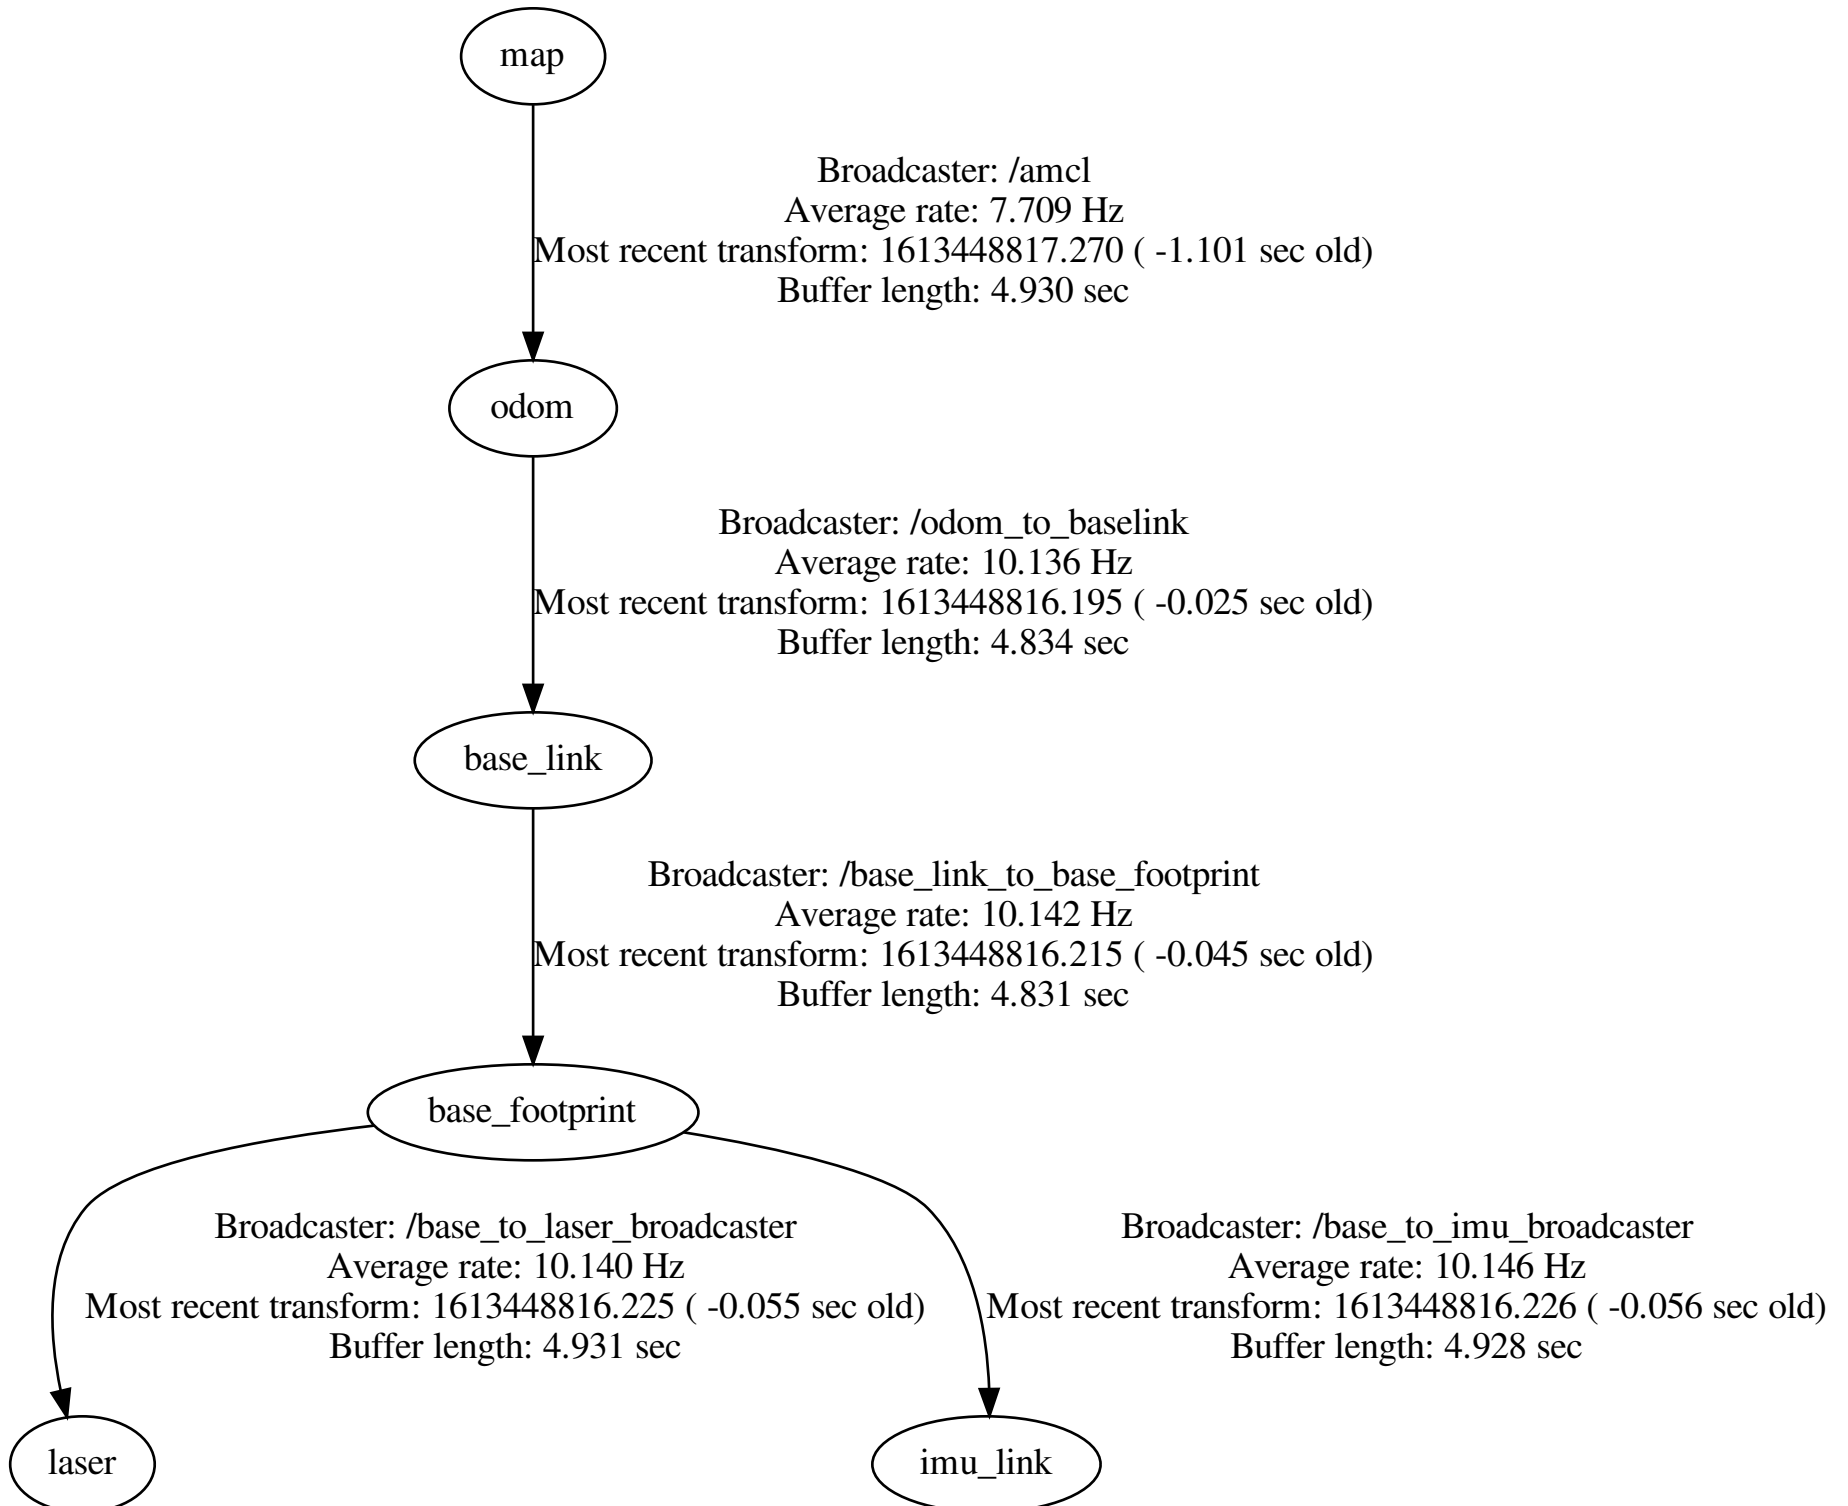 map
Broadcaster: /amcl
Average rate: 7.709 Hz
Most recent transform: 1613448817.270 ( -1.101 sec old)
Buffer length: 4.930 sec
odom
Broadcaster: /odom_to_baselink
Average rate: 10.136 Hz
Most recent transform: 1613448816.195 ( -0.025 sec old)
Buffer length: 4.834 sec
base_link
Broadcaster: /base_link_to_base_footprint
Average rate: 10.142 Hz
Most recent transform: 1613448816.215 ( -0.045 sec old)
Buffer length: 4.831 sec
base_footprint
Broadcaster: /base_to_laser_broadcaster
Average rate: 10.140 Hz
Most recent transform: 1613448816.225 ( -0.055 sec old)
Buffer length: 4.931 sec
Broadcaster: /base_to_imu_broadcaster
Average rate: 10.146 Hz
Most recent transform: 1613448816.226 ( -0.056 sec old)
Buffer length: 4.928 sec
laser
imu_link